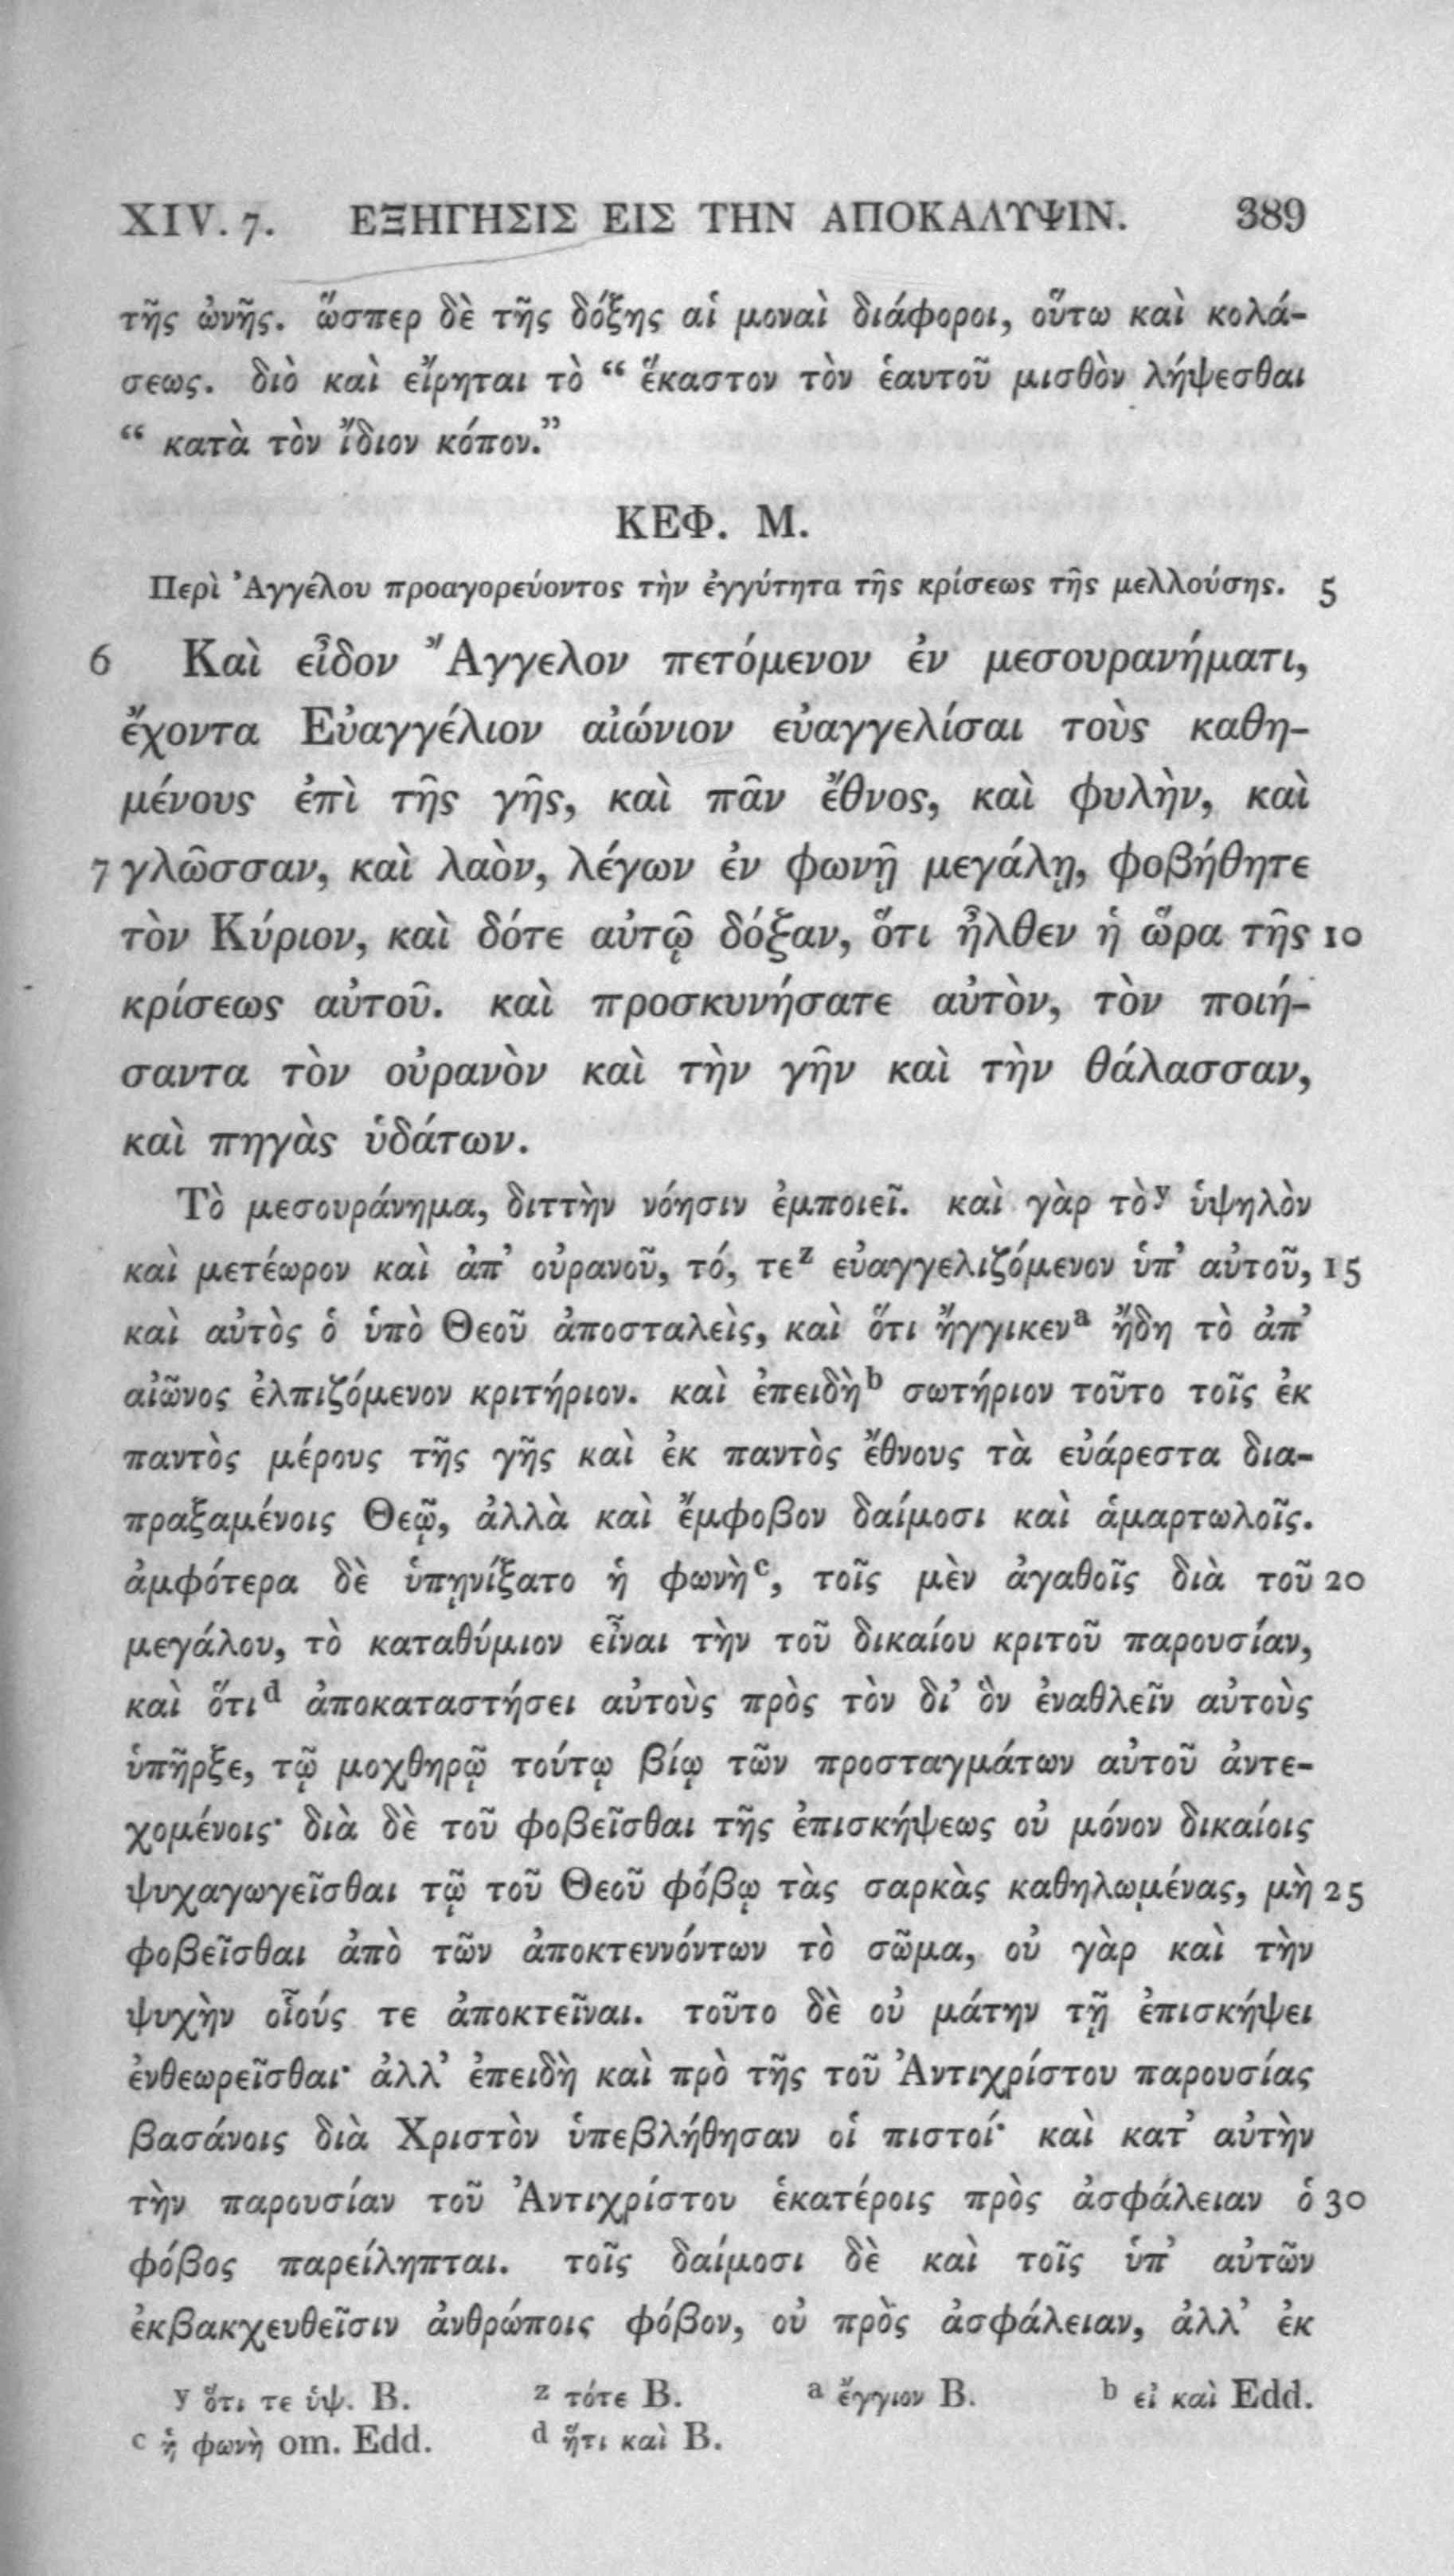 XIV. 7. ΕΞΗΓΗΣΙΣ ΕΙΣ ΤΗΝ ΑΠΟΚΑΛΥΨΙΝ. 389
τῆς ὠνῆς. ὥσπερ δὲ τῆς δόξης αἱ μοναὶ διάφοροι, οὕτω καὶ κολά-
σεως. διὸ καὶ εἴρηται τὸ “ ἕκαστον τὸν ἑαυτοῦ μισθὸν λήψεσθαι
“ κατὰ τὸν ἴδιον κόπον.”
ΚΕΦ. Μ.
Περὶ Ἀγγέλου προαγορεύοντος τὴν ἐγγύτητα τῆς κρίσεως τῆς μελλούσης. 5
6 Καὶ εἶδον Ἄγγελον πετόμενον ἐν μεσουρανήματι,
ἔχοντα Εὐαγγέλιον αἰώνιον εὐαγγελίσαι τοὺς καθη-
μένους ἐπὶ τῆς γῆς, καὶ πᾶν ἔθνος, καὶ φυλὴν, καὶ
7 γλῶσσαν, καὶ λαὸν, λέγων ἐν φωνῇ μεγάλῃ, φοβήθητε
τὸν Κύριον, καὶ δότε αὐτῷ δόξαν, ὅτι ἦλθεν ἡ ὥρα τῆς 10
κρίσεως αὐτοῦ. καὶ προσκυνήσατε αὐτὸν, τὸν ποιή-
σαντα τὸν οὐρανὸν καὶ τὴν γῆν καὶ τὴν θάλασσαν,
καὶ πηγὰς ὑδάτων.
Τὸ μεσουράνημα, διττὴν νόησιν ἐμποιεῖ. καὶ γὰρ τὸ y ὑψηλὸν
καὶ μετέωρον καὶ ἀπ’ οὐρανοῦ, τό, τε z εὐαγγελιζόμενον ὑπ’ αὐτοῦ, 15
καὶ αὐτὸς ὁ ὑπὸ Θεοῦ ἀποσταλεὶς, καὶ ὅτι ἤγγικεν a ἤδη τὸ ἀπ’
αἰῶνος ἐλπιζόμενον κριτήριον. καὶ ἐπειδὴ b σωτήριον τοῦτο τοῖς ἐκ
παντὸς μέρους τῆς γῆς καὶ ἐκ παντὸς ἔθνους τὰ εὐάρεστα δια-
πραξαμένοις Θεῷ, ἀλλὰ καὶ ἔμφοβον δαίμοσι καὶ ἁμαρτωλοῖς.
ἀμφότερα δὲ ὑπῃνίξατο ἡ φωνὴ c, τοῖς μὲν ἀγαθοῖς διὰ τοῦ 20
μεγάλου, τὸ καταθύμιον εἶναι τὴν τοῦ δικαίου κριτοῦ παρουσίαν,
καὶ ὅτι d ἀποκαταστήσει αὐτοὺς πρὸς τὸν δι’ ὃν ἐναθλεῖν αὐτοὺς
ὑπῆρξε, τῷ μοχθηρῷ τούτῳ βίῳ τῶν προσταγμάτων αὐτοῦ ἀντε-
χομένοις· διὰ δὲ τοῦ φοβεῖσθαι τῆς ἐπισκήψεως οὐ μόνον δικαίοις
ψυχαγωγεῖσθαι τῷ τοῦ Θεοῦ φόβῳ τὰς σαρκὰς καθηλωμένας, μὴ 25
φοβεῖσθαι ἀπὸ τῶν ἀποκτεννόντων τὸ σῶμα, οὐ γὰρ καὶ τὴν
ψυχὴν οἷούς τε ἀποκτεῖναι. τοῦτο δὲ οὐ μάτην τῇ ἐπισκήψει
ἐνθεωρεῖσθαι· ἀλλ’ ἐπειδὴ καὶ πρὸ τῆς τοῦ Ἀντιχρίστου παρουσίας
βασάνοις διὰ Χριστὸν ὑπεβλήθησαν οἱ πιστοί· καὶ κατ’ αὐτὴν
τὴν παρουσίαν τοῦ Ἀντιχρίστου ἑκατέροις πρὸς ἀσφάλειαν ὁ 30
φόβος παρείληπται. τοῖς δαίμοσι δὲ καὶ τοῖς ὑπ’ αὐτῶν
ἐκβακχευθεῖσιν ἀνθρώποις φόβον, οὐ πρὸς ἀσφάλειαν, ἀλλ’ ἐκ
y ὅτι τε ὑψ. B. z τότε B. a ἔγγιον B. b εἰ καὶ Edd.
c ἡ φωνὴ om. Edd. d ἥτι καὶ B.